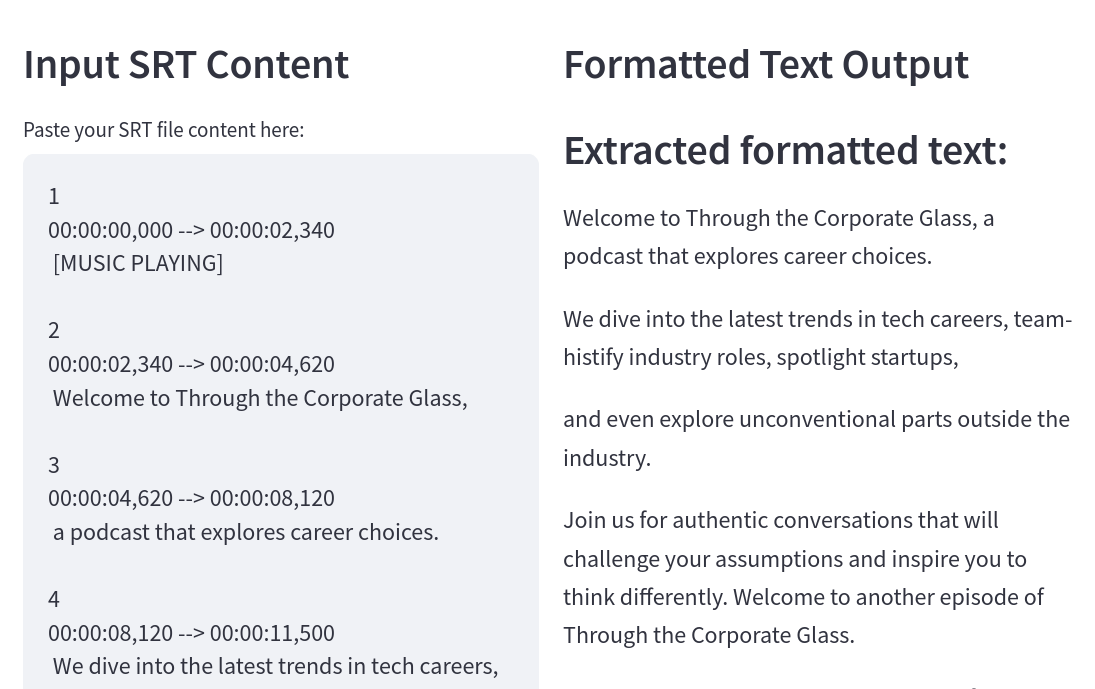 Input SRT Content
Paste your SRT file content here:
1
00:00:00,000 --> 00:00:02,340
[MUSIC PLAYING]
2
00:00:02,340 --> 00:00:04,620
Welcome to Through the Corporate Glass,
3
00:00:04,620 --> 00:00:08,120
a podcast that explores career choices.
4
00:00:08,120 --> 00:00:11,500
We dive into the latest trends in tech careers,
Formatted Text Output
Extracted formatted text:
Welcome to Through the Corporate Glass, a
podcast that explores career choices.
We dive into the latest trends in tech careers, team-
histify industry roles, spotlight startups,
and even explore unconventional parts outside the
industry.
Join us for authentic conversations that will
challenge your assumptions and inspire you to
think differently. Welcome to another episode of
Through the Corporate Glass.